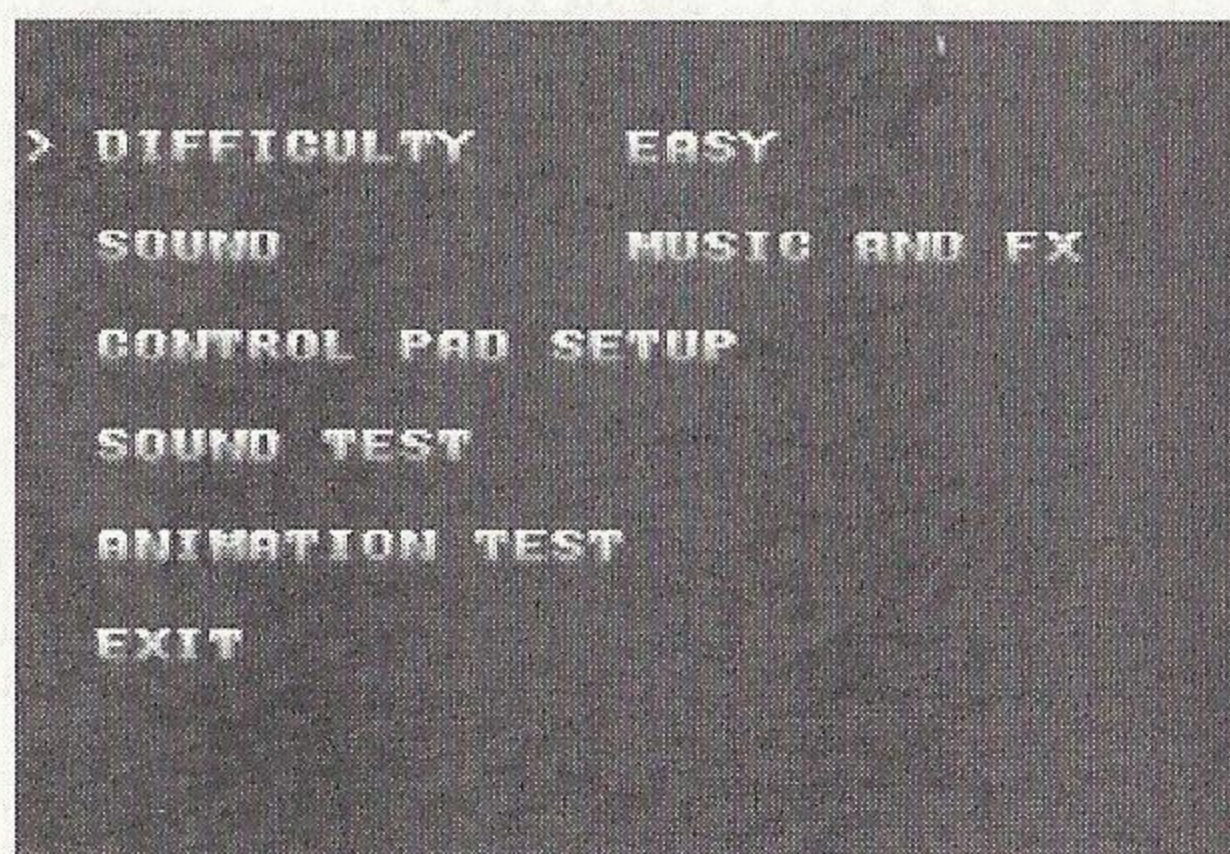 > DIFFICULTY EASY
SOUND MUSIC AND FX
CONTROL PAD SETUP
SOUND TEST
ANIMATION TEST
EXIT